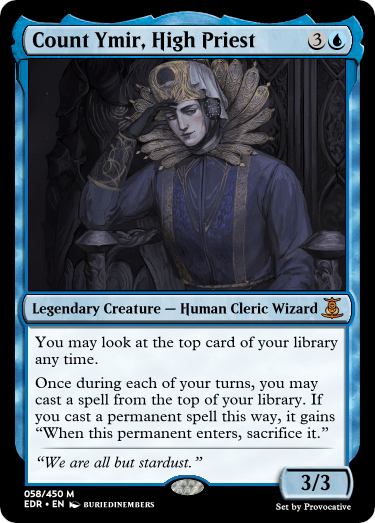 Count Ymir, High Priest 3
Legendary Creature — Human Cleric Wizard
You may look at the top card of your library
any time.
Once during each of your turns, you may
cast a spell from the top of your library. If
you cast a permanent spell this way, it gains
“When this permanent enters, sacrifice it.”
“We are all but stardust.”
3/3
058/450 M
EDR • EN BURIEDINEMBERS
Set by Provocative